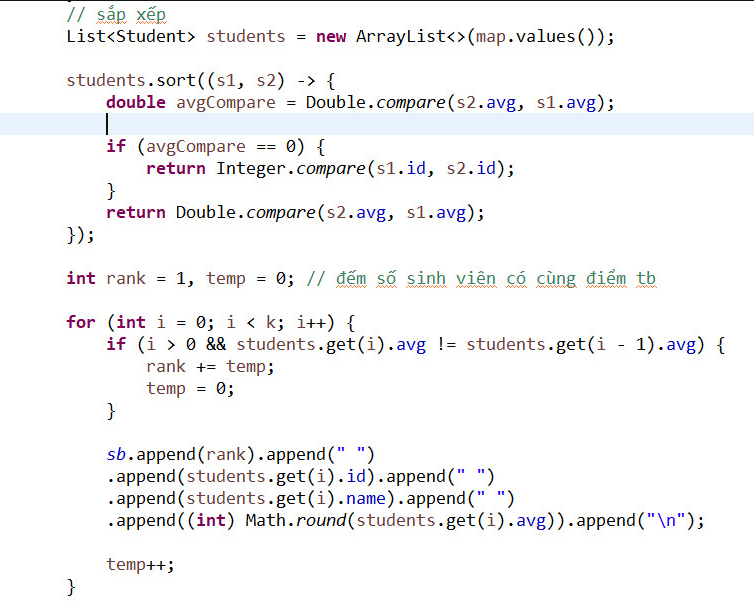 // sắp xếp
List<Student> students = new ArrayList<>(map.values());
students.sort((s1, s2) -> {
double avgCompare = Double.compare(s2.avg, s1.avg);
if (avgCompare == 0) {
return Integer.compare(s1.id, s2.id);
}
return Double.compare(s2.avg, s1.avg);
});
int rank = 1, temp = 0; // đếm số sinh viên có cùng điểm tb
for (int i = 0; i < k; i++) {
if (i > 0 && students.get(i).avg != students.get(i - 1).avg) {
rank += temp;
temp = 0;
}
sb.append(rank).append(" ")
.append(students.get(i).id).append(" ")
.append(students.get(i).name).append(" ")
.append((int) Math.round(students.get(i).avg)).append("\n");
temp++;
}